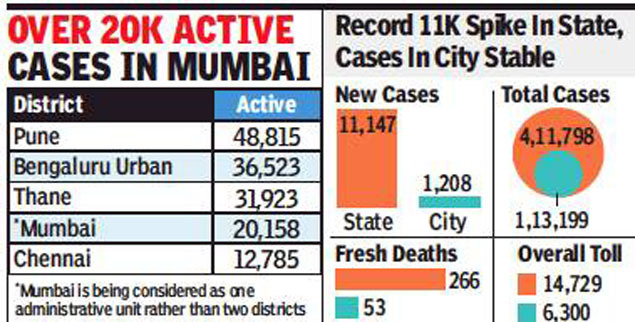 OVER 20K ACTIVE
CASES IN MUMBAI
District Active
Pune 48,815
Bengaluru Urban 36,523
Thane 31,923
*Mumbai 20,158
Chennai 12,785
*Mumbai is being considered as one
administrative unit rather than two districts
Record 11K Spike In State,
Cases In City Stable
New Cases
11,147
1,208
State City
Total Cases
4,11,798
1,13,199
Fresh Deaths
266
53
Overall Toll
14,729
6,300